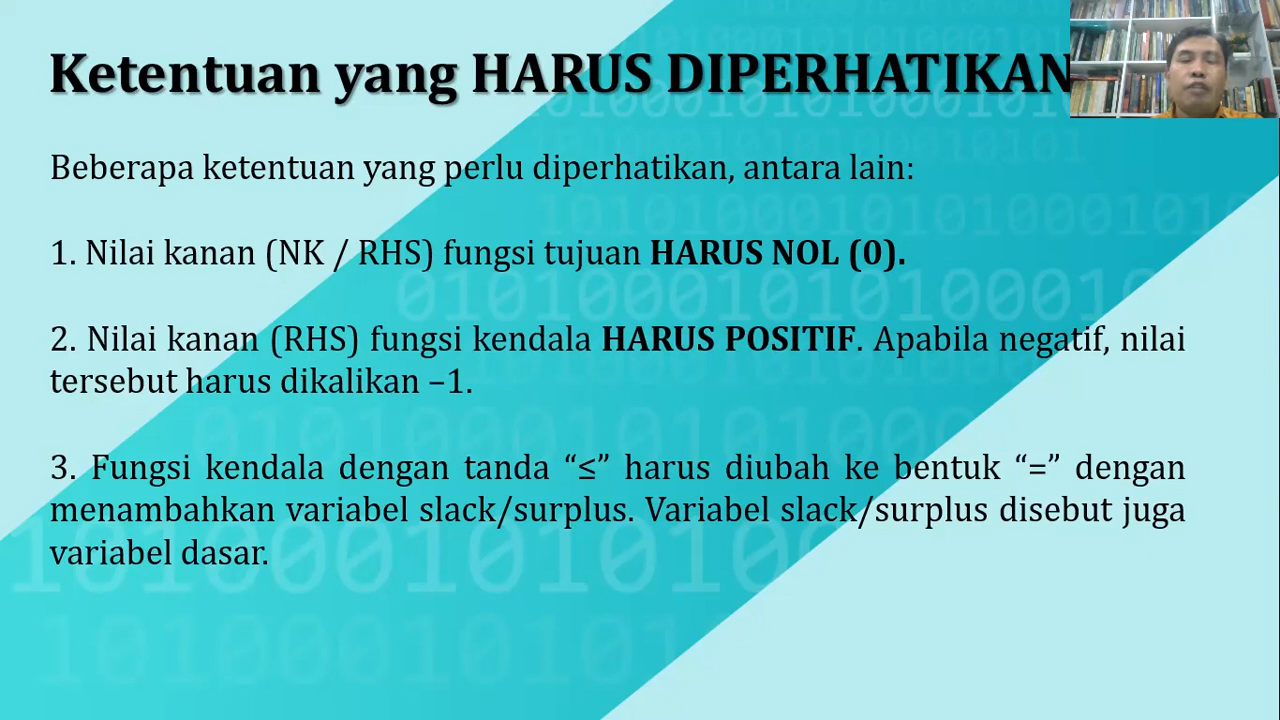 Ketentuan yang HARUS DIPERHATIKAN
Beberapa ketentuan yang perlu diperhatikan, antara lain:
1. Nilai kanan (NK / RHS) fungsi tujuan HARUS NOL (0).
2. Nilai kanan (RHS) fungsi kendala HARUS POSITIF. Apabila negatif, nilai
tersebut harus dikalikan –1.
3. Fungsi kendala dengan tanda “≤” harus diubah ke bentuk “=” dengan
menambahkan variabel slack/surplus. Variabel slack/surplus disebut juga
variabel dasar.